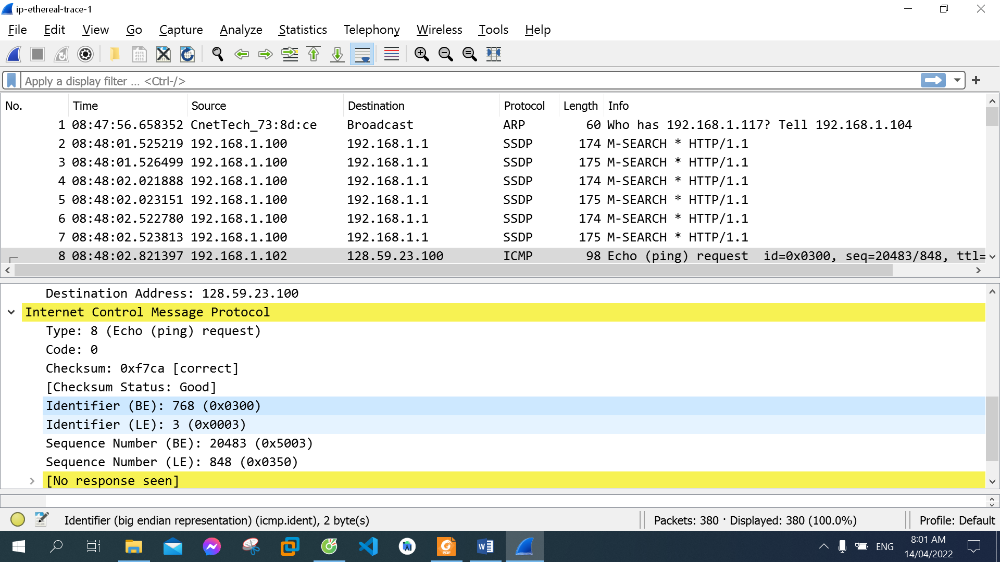 ip-ethereal-trace-1
File Edit View Go Capture Analyze Statistics Telephony Wireless Tools Help
Apply a display filter ... <Ctrl-/>
No. Time Source Destination Protocol Length Info
1 08:47:56.658352 CnetTech_73:8d:ce Broadcast ARP 60 Who has 192.168.1.117? Tell 192.168.1.104
2 08:48:01.525219 192.168.1.100 192.168.1.1 SSDP 174 M-SEARCH * HTTP/1.1
3 08:48:01.526499 192.168.1.100 192.168.1.1 SSDP 175 M-SEARCH * HTTP/1.1
4 08:48:02.021888 192.168.1.100 192.168.1.1 SSDP 174 M-SEARCH * HTTP/1.1
5 08:48:02.023151 192.168.1.100 192.168.1.1 SSDP 175 M-SEARCH * HTTP/1.1
6 08:48:02.522780 192.168.1.100 192.168.1.1 SSDP 174 M-SEARCH * HTTP/1.1
7 08:48:02.523813 192.168.1.100 192.168.1.1 SSDP 175 M-SEARCH * HTTP/1.1
8 08:48:02.821397 192.168.1.102 128.59.23.100 ICMP 98 Echo (ping) request id=0x0300, seq=20483/848, ttl=
Destination Address: 128.59.23.100
Internet Control Message Protocol
Type: 8 (Echo (ping) request)
Code: 0
Checksum: 0xf7ca [correct]
[Checksum Status: Good]
Identifier (BE): 768 (0x0300)
Identifier (LE): 3 (0x0003)
Sequence Number (BE): 20483 (0x5003)
Sequence Number (LE): 848 (0x0350)
[No response seen]
Identifier (big endian representation) (icmp.ident), 2 byte(s) Packets: 380 · Displayed: 380 (100.0%) Profile: Default
PDF
W
ENG
8:01 AM
14/04/2022